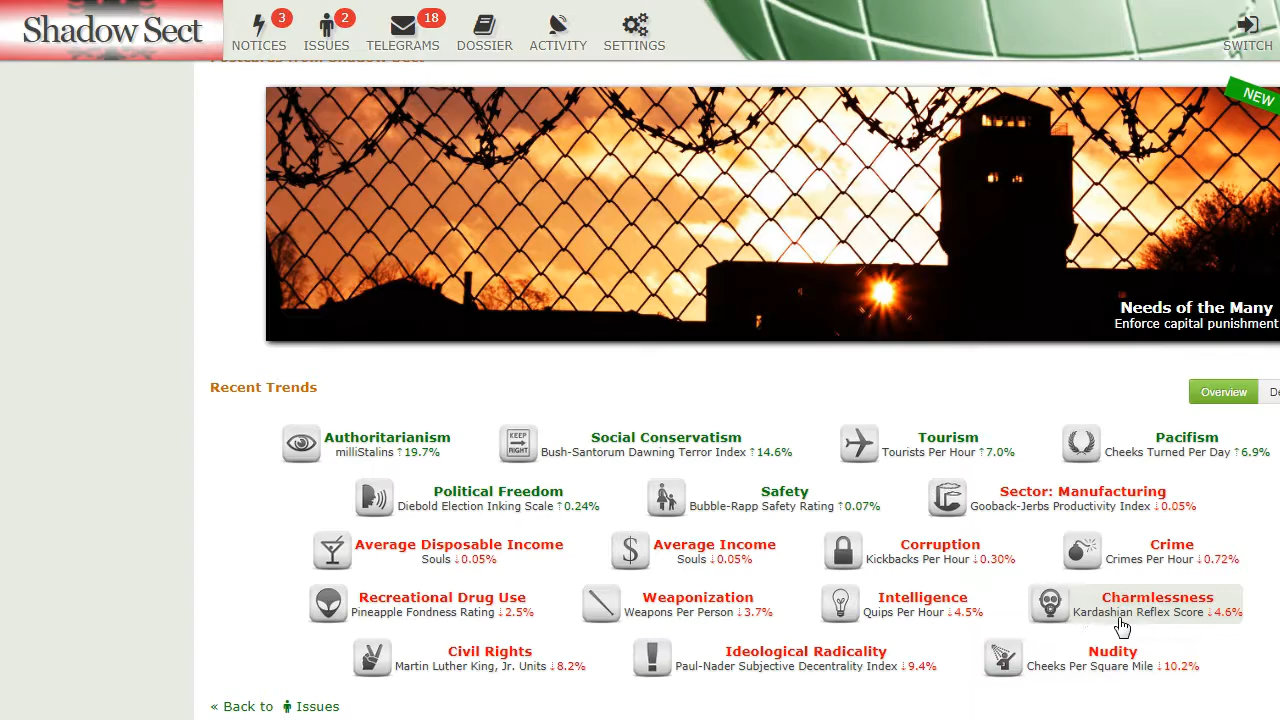 Shadow Sect
3
2
18
NOTICES
ISSUES
TELEGRAMS
DOSSIER
ACTIVITY
SETTINGS
SWITCH
Postcards from Shadow Sect
NEW
Needs of the Many
Enforce capital punishment
Recent Trends
Overview
De
Authoritarianism
milliStalins ↑19.7%
KEEP
RIGHT
Social Conservatism
Bush-Santorum Dawning Terror Index ↑14.6%
Tourism
Tourists Per Hour ↑7.0%
Pacifism
Cheeks Turned Per Day ↑6.9%
Political Freedom
Diebold Election Inking Scale ↑0.24%
Safety
Bubble-Rapp Safety Rating ↑0.07%
Sector: Manufacturing
Gooback-Jerbs Productivity Index ↓0.05%
Average Disposable Income
Souls ↓0.05%
$
Average Income
Souls ↓0.05%
Corruption
Kickbacks Per Hour ↓0.30%
Crime
Crimes Per Hour ↓0.72%
Recreational Drug Use
Pineapple Fondness Rating ↓2.5%
Weaponization
Weapons Per Person ↓3.7%
Intelligence
Quips Per Hour ↓4.5%
Charmlessness
Kardashian Reflex Score ↓4.6%
Civil Rights
Martin Luther King, Jr. Units ↓8.2%
!
Ideological Radicality
Paul-Nader Subjective Decentrality Index ↓9.4%
Nudity
Cheeks Per Square Mile ↓10.2%
« Back to Issues